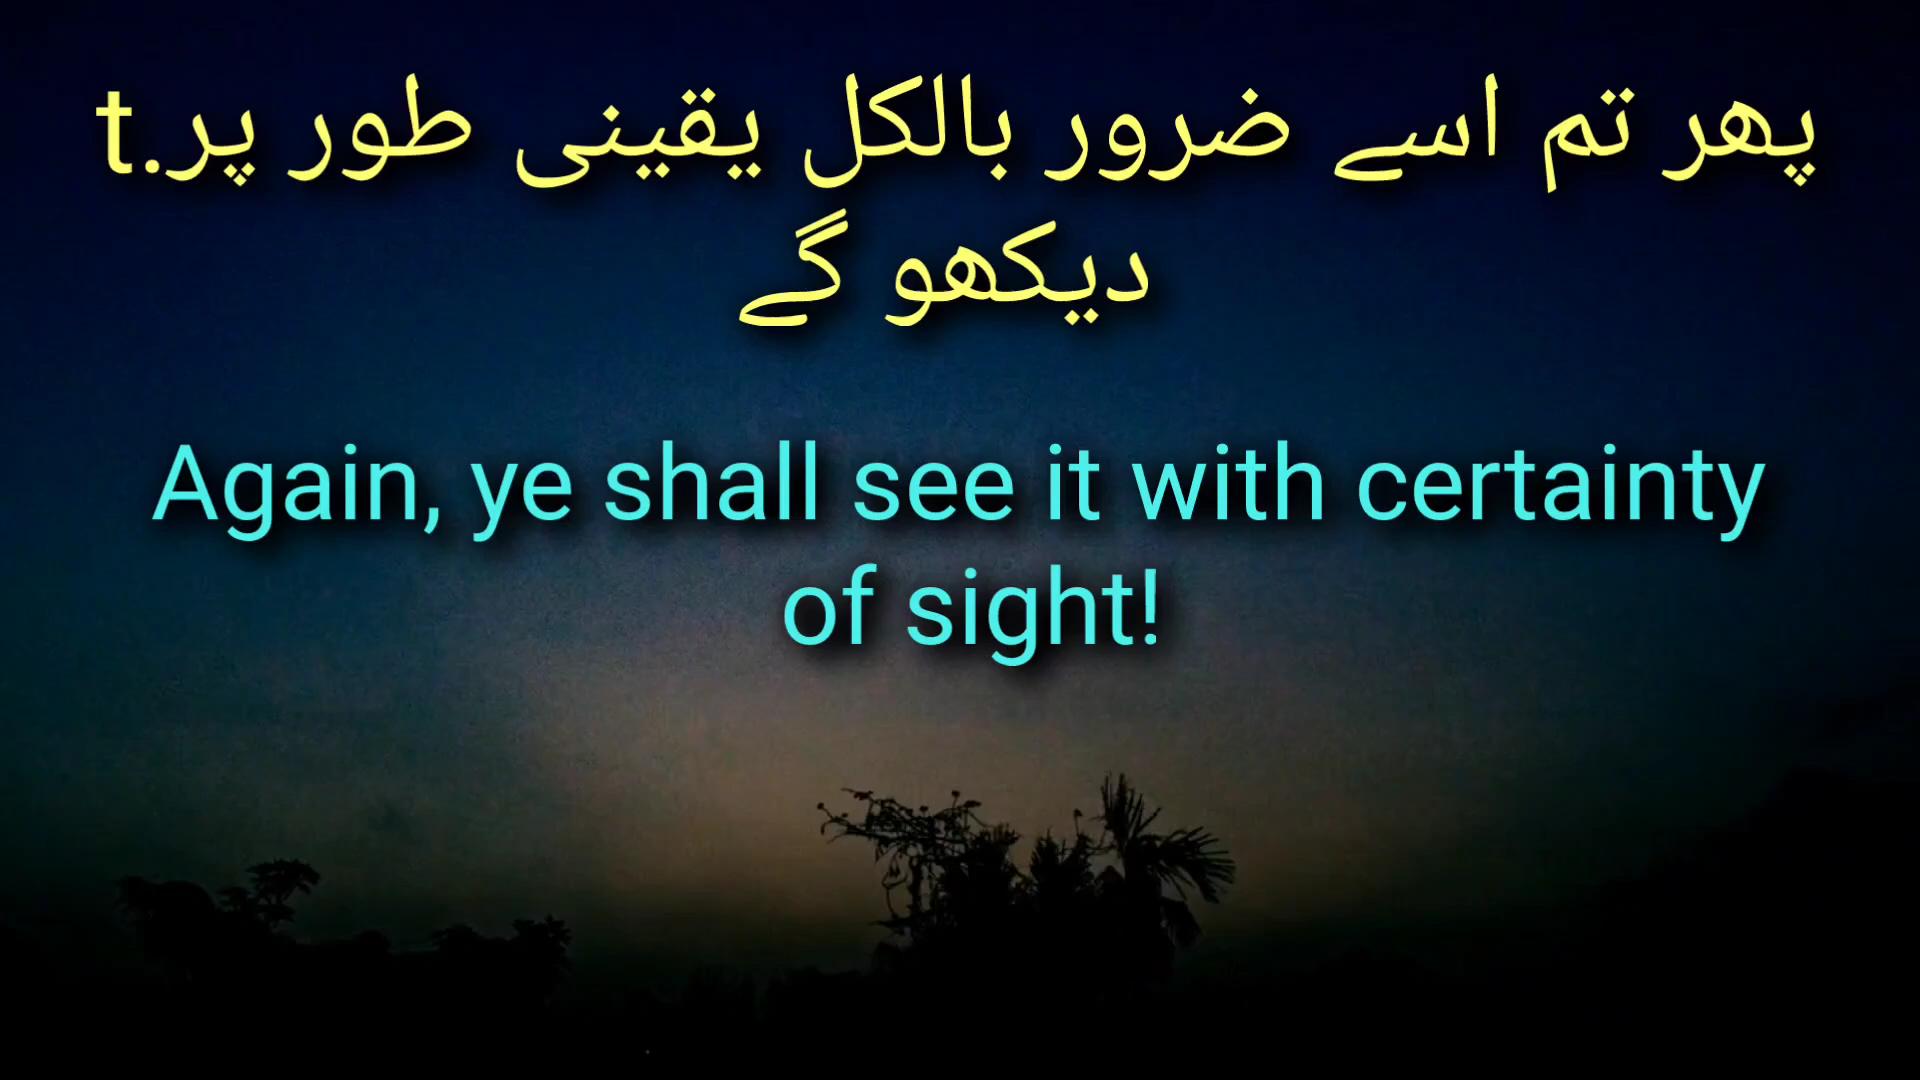 پھر تم اسے ضرور بالکل یقینی طور پر.t
دیکھو گے
Again, ye shall see it with certainty
of sight!